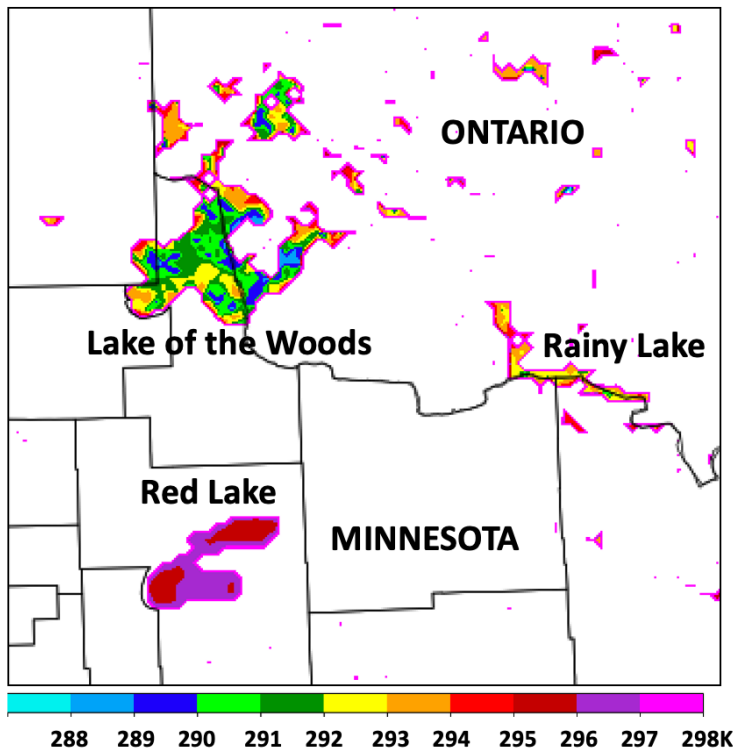 ONTARIO
Lake of the Woods
Rainy Lake
Red Lake
MINNESOTA
288 289 290 291 292 293 294 295 296 297 298K